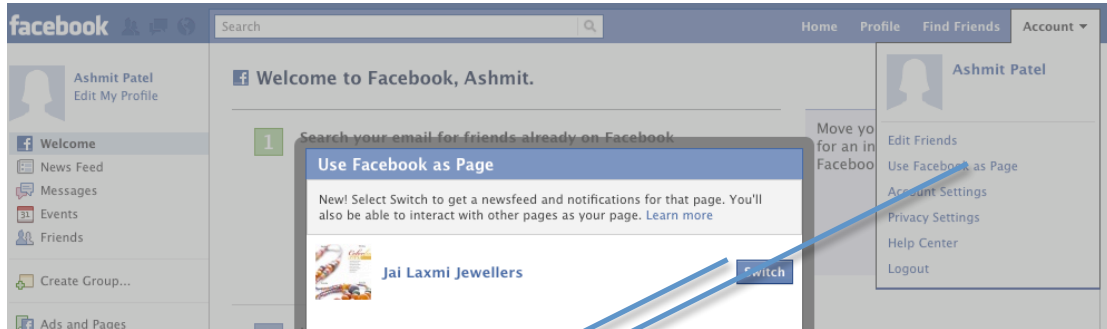 facebook
Search
Home Profile Find Friends Account
Ashmit Patel
Edit My Profile
Welcome
News Feed
Messages
31 Events
Friends
Create Group...
Ads and Pages
Welcome to Facebook, Ashmit.
1 Search your email for friends already on Facebook
Use Facebook as Page
New! Select Switch to get a newsfeed and notifications for that page. You'll
also be able to interact with other pages as your page. Learn more
Jai Laxmi Jewellers
Switch
Move yo
for an in
Faceboo
Ashmit Patel
Edit Friends
Use Facebook as Page
Account Settings
Privacy Settings
Help Center
Logout